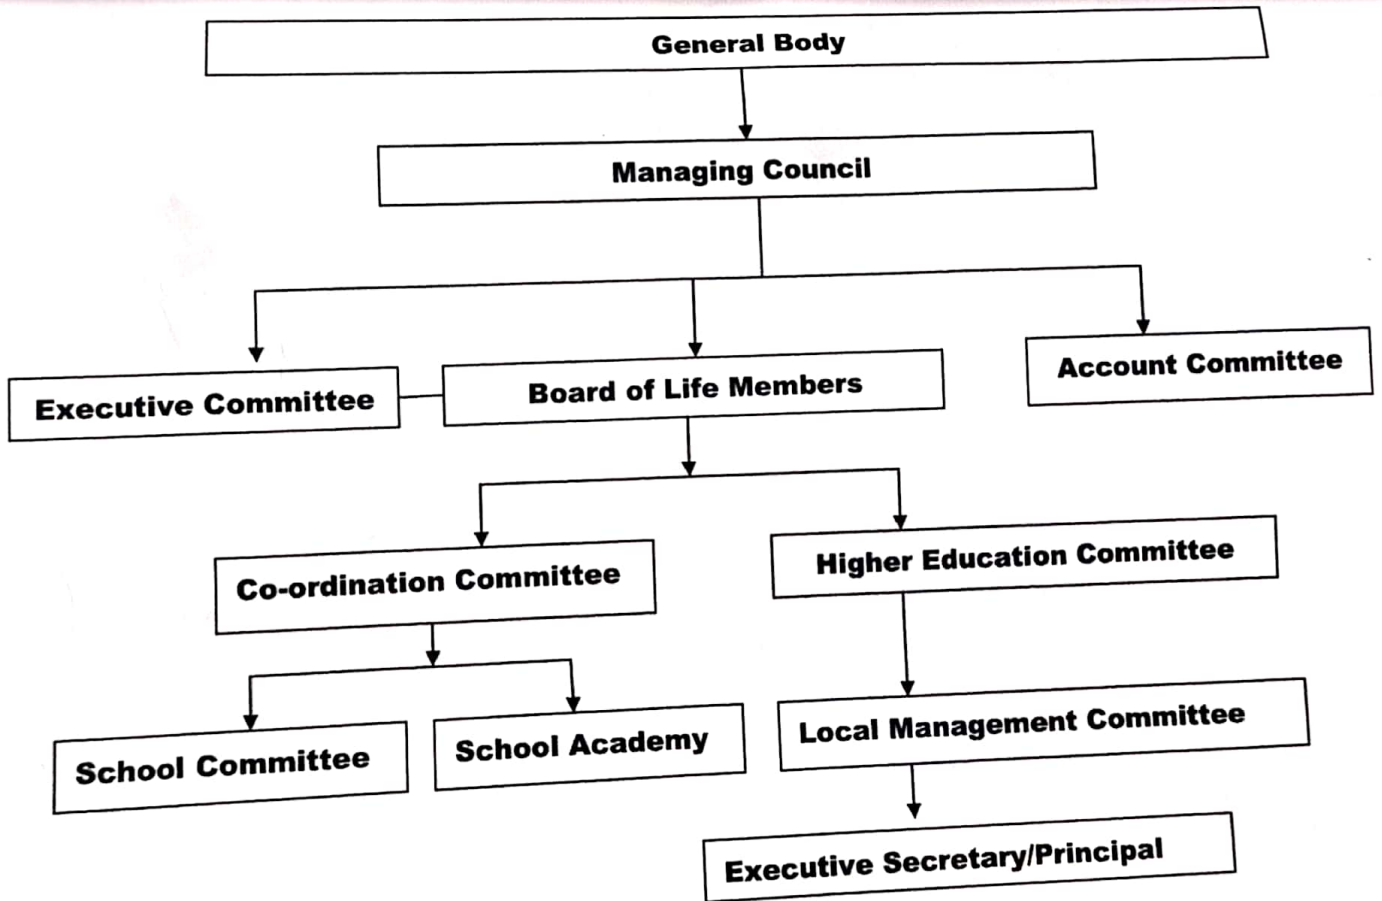 General Body
Managing Council
Executive Committee
Board of Life Members
Account Committee
Co-ordination Committee
Higher Education Committee
School Committee
School Academy
Local Management Committee
Executive Secretary/Principal